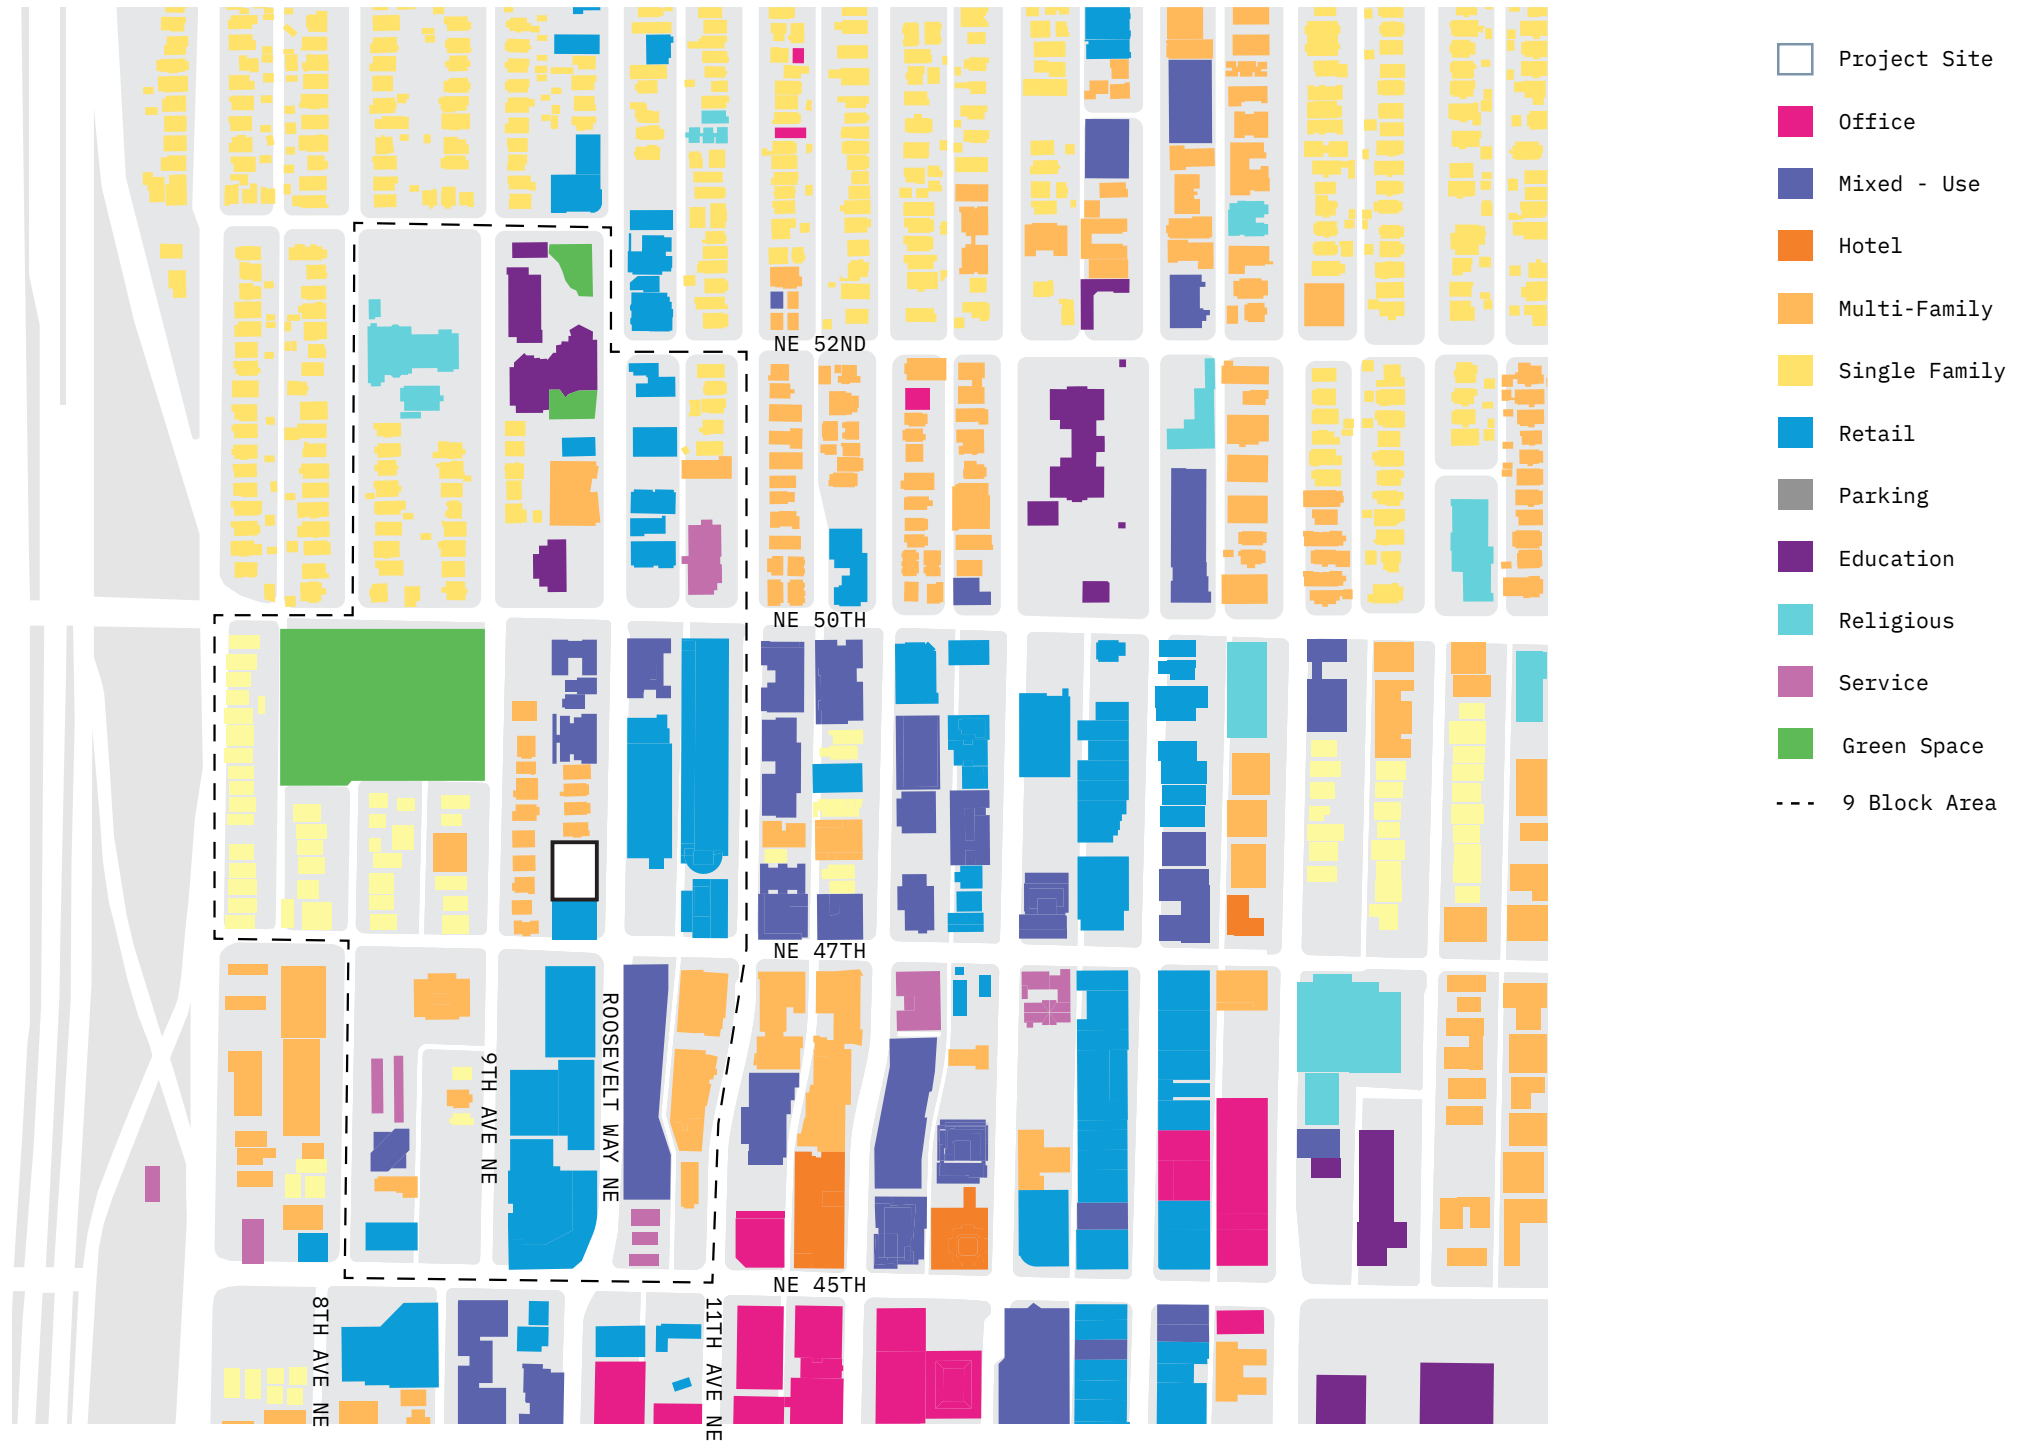 NE 52ND
NE 50TH
NE 47TH
ROOSEVELT WAY NE
9TH AVE NE
NE 45TH
8TH AVE NE
11TH AVE NE
Project Site
Office
Mixed - Use
Hotel
Multi-Family
Single Family
Retail
Parking
Education
Religious
Service
Green Space
9 Block Area